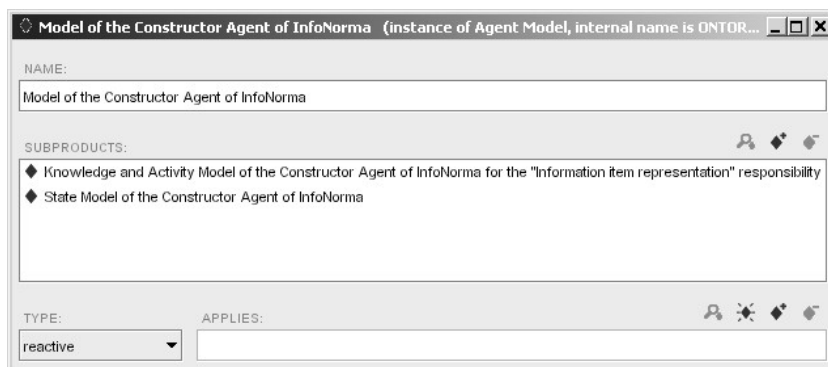 Model of the Constructor Agent of InfoNorma (instance of Agent Model, internal name is ONTOR...
NAME:
Model of the Constructor Agent of InfoNorma
SUBPRODUCTS:
Knowledge and Activity Model of the Constructor Agent of InfoNorma for the "Information item representation" responsibility
State Model of the Constructor Agent of InfoNorma
TYPE: APPLIES:
reactive